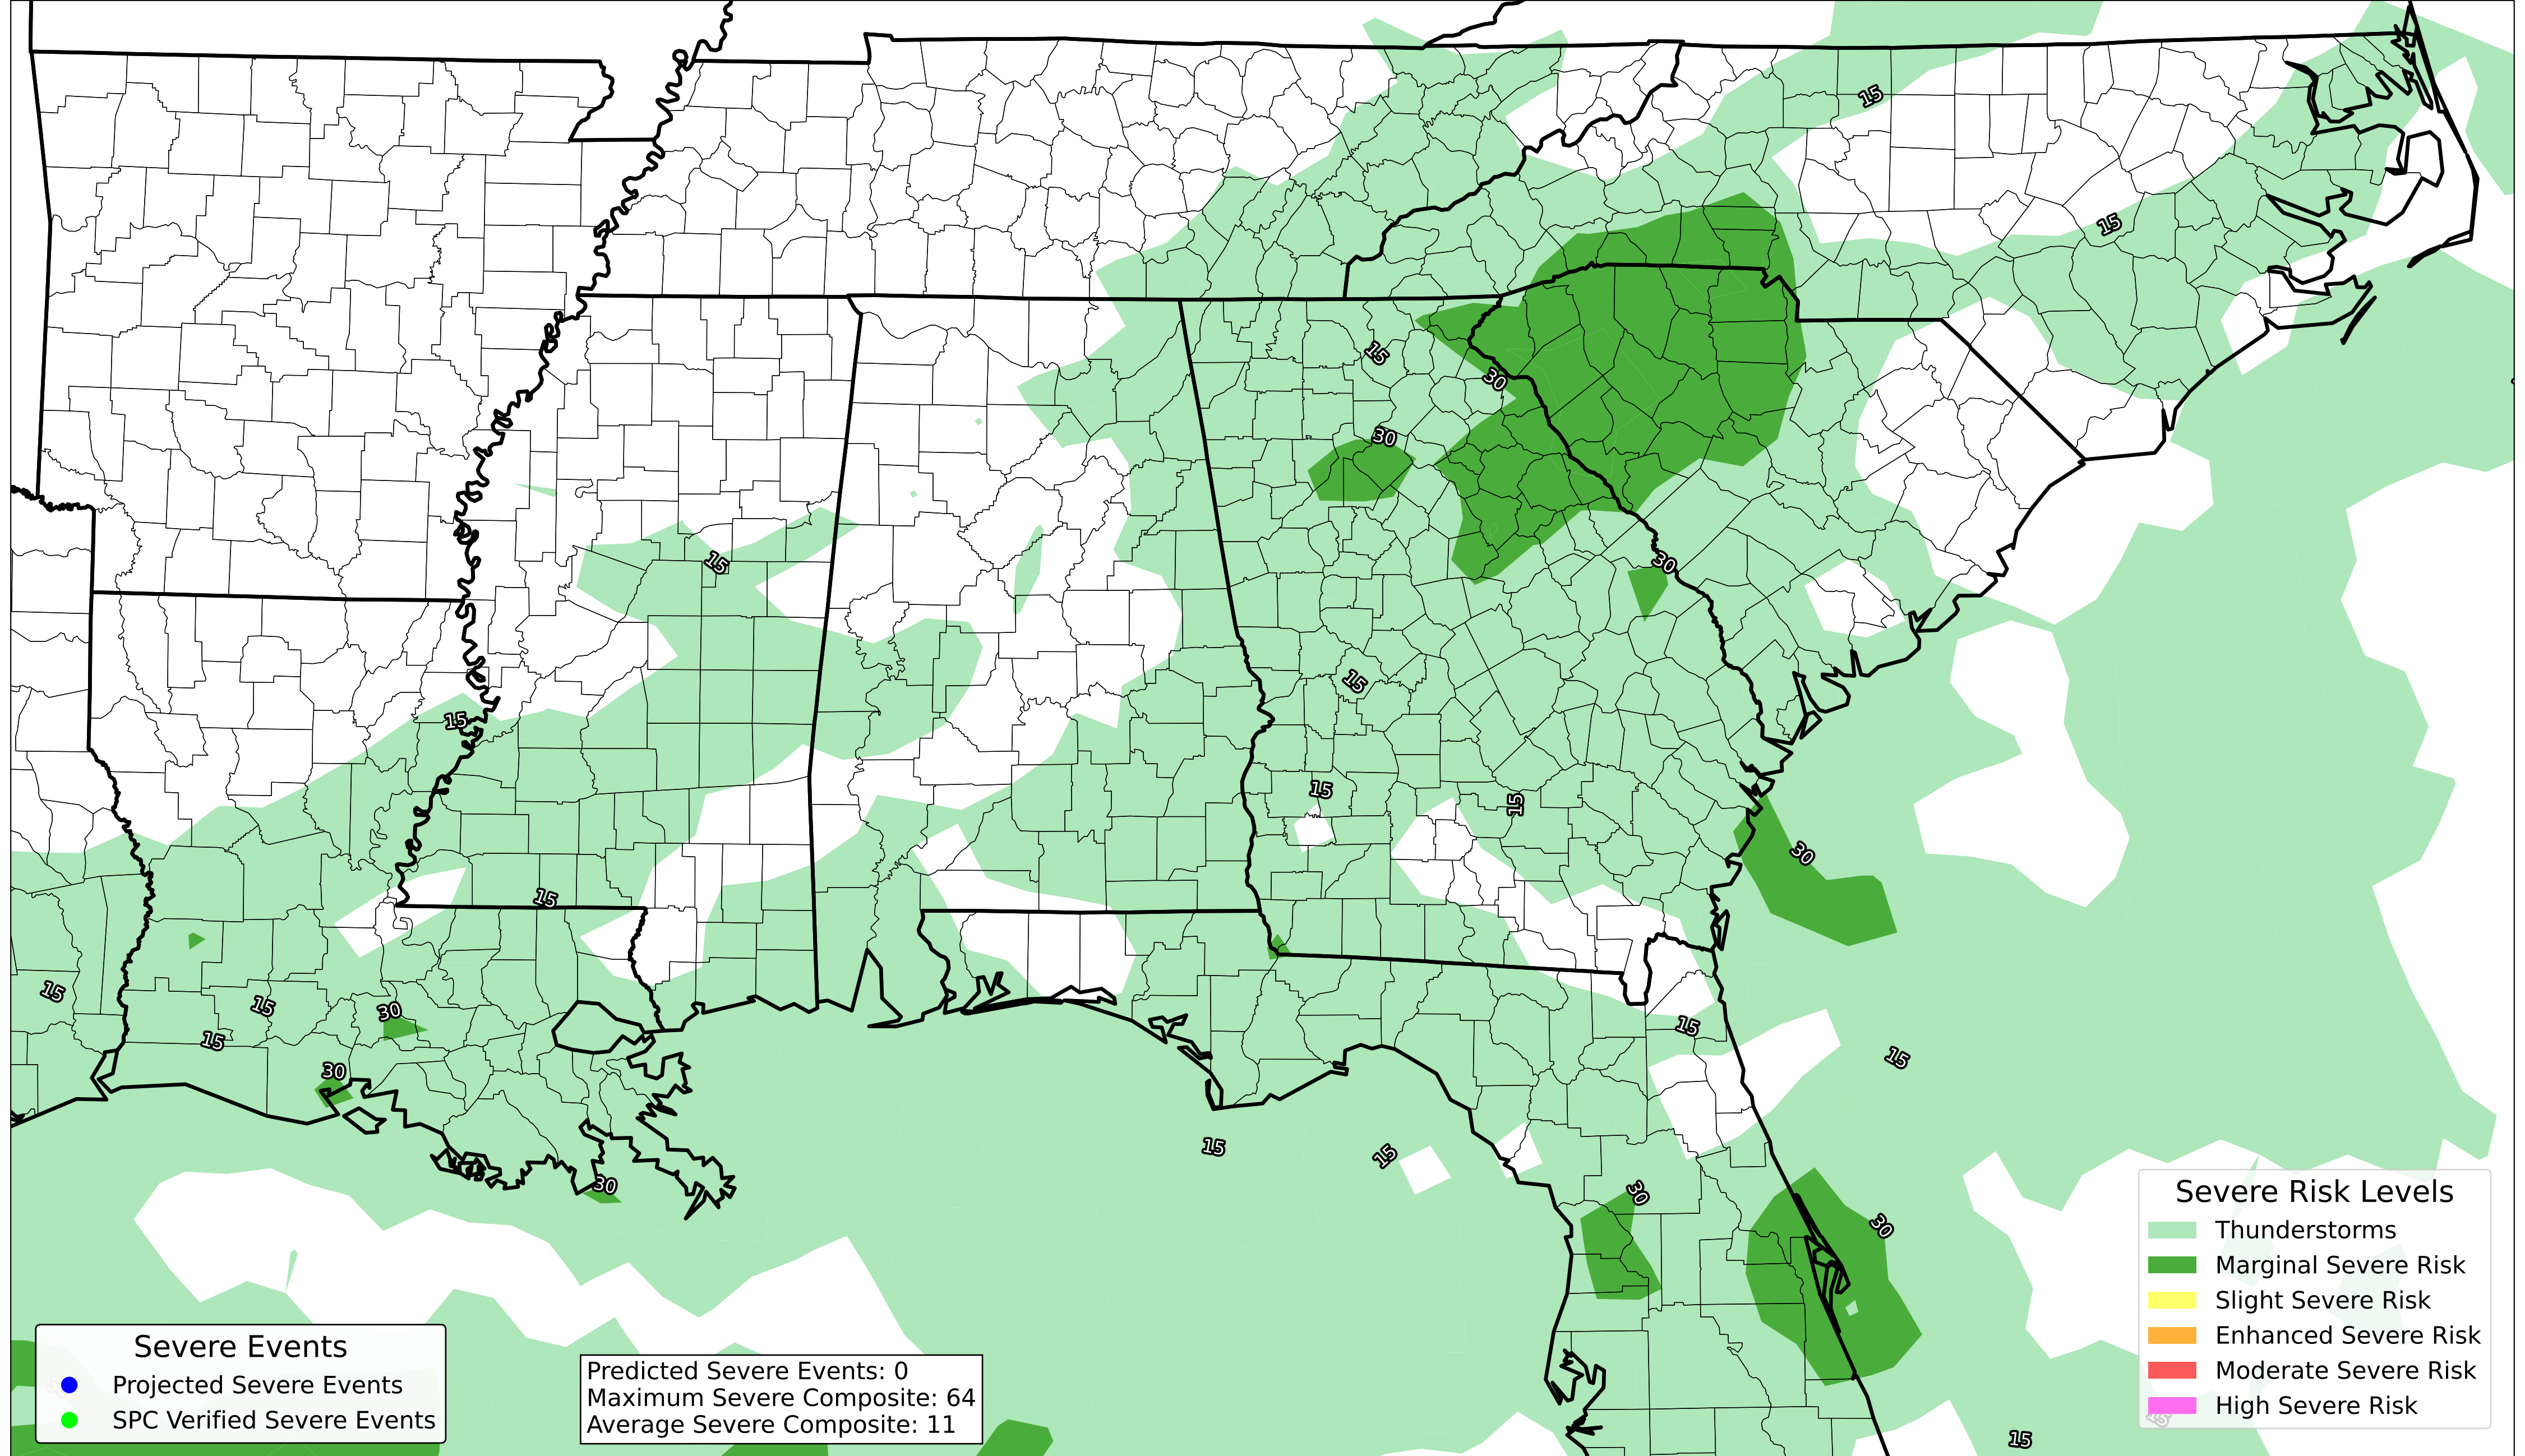 15
15
15
30
30
15
30
15
15
15
15
30
15
15
30
15
30
15
15
15
30
15
15
30
30
30
15
Severe Risk Levels
Thunderstorms
Marginal Severe Risk
Slight Severe Risk
Enhanced Severe Risk
Moderate Severe Risk
High Severe Risk
Severe Events
Projected Severe Events
SPC Verified Severe Events
Predicted Severe Events: 0
Maximum Severe Composite: 64
Average Severe Composite: 11
15